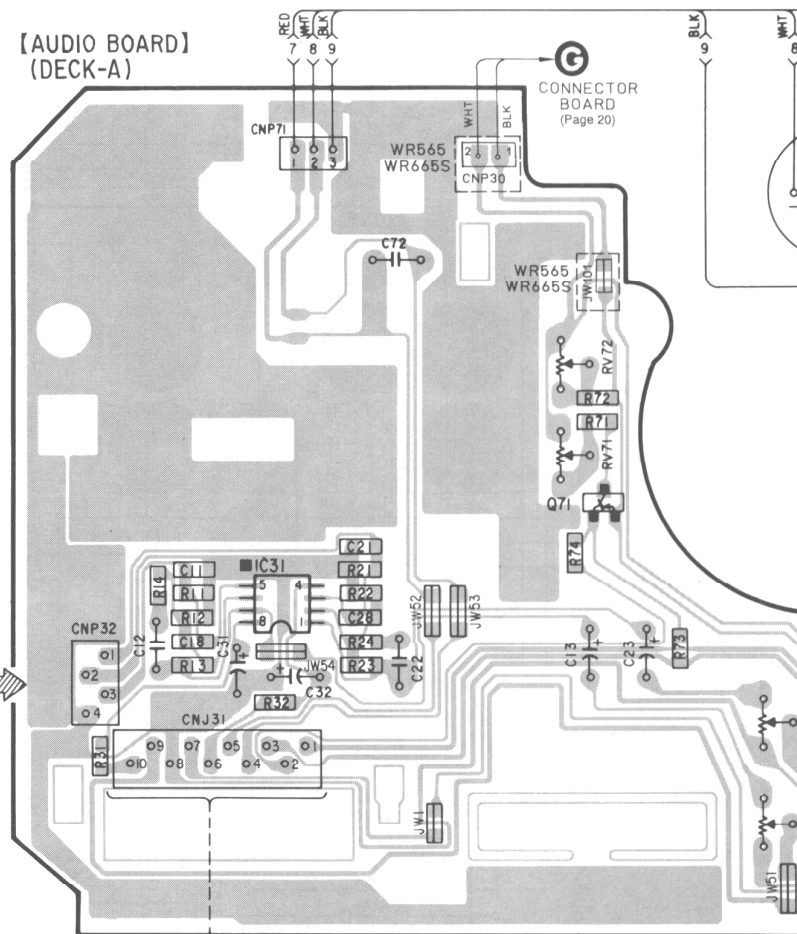 【AUDIO BOARD】
(DECK-A)
RED WHT BLK
7 8 9
BLK
9
WHT
8
G
CONNECTOR
BOARD
(Page 20)
WHT
BLK
CNP71
1 2 3
WR565
WR665S
2 1
CNP30
C72
WR565
WR665S
JW101
RV72
R72
R71
RV71
Q71
R74
C21
IC31
C11
R21
R14
R11
5 4
R22
R12
8 1
C28
JW52
JW53
CNP32
C12
C18
C31
R24
R13
R23
C22
C13
C23
R73
1
2
3
4
JW54
C32
R32
CNJ31
R31
9 7 5 3 1
10 8 6 4 2
JW1
JW51